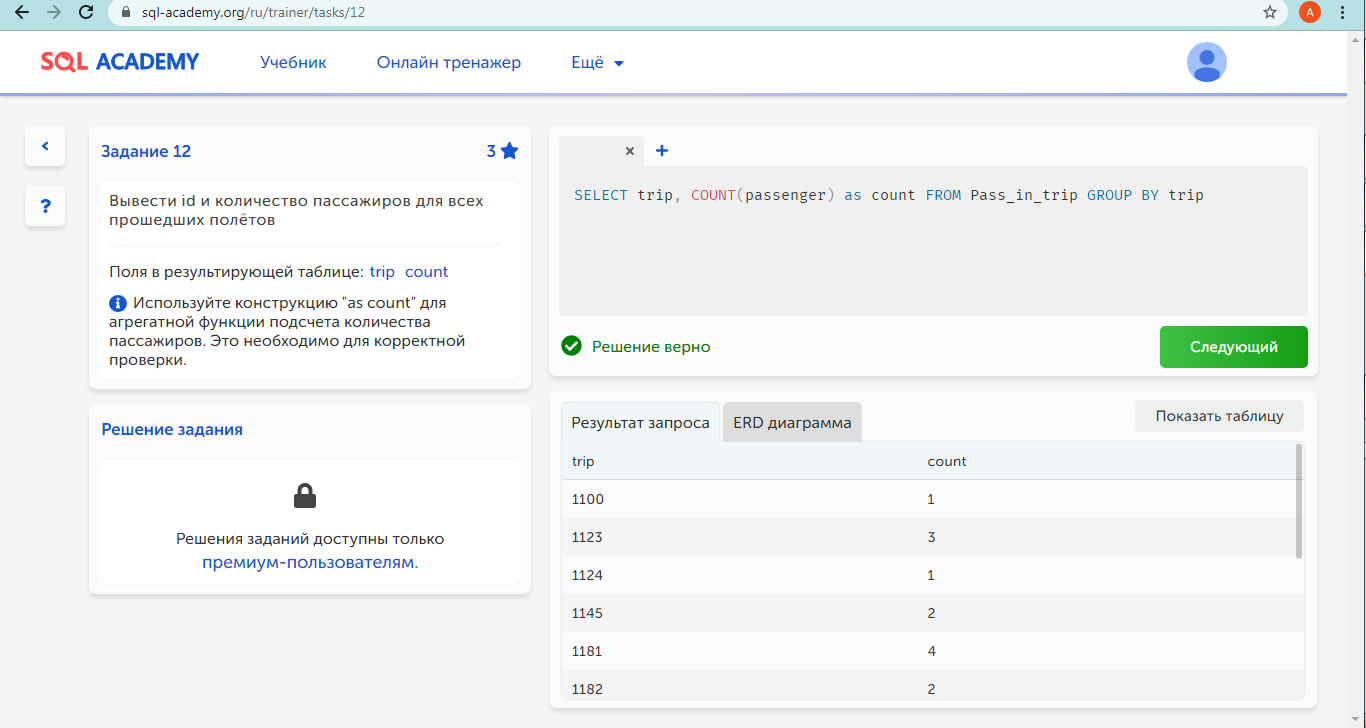 sql-academy.org/ru/trainer/tasks/12
A
SQL ACADEMY
Учебник
Онлайн тренажер
Ещё
Задание 12
3
Вывести id и количество пассажиров для всех
прошедших полётов
Поля в результирующей таблице: trip count
Используйте конструкцию "as count" для
агрегатной функции подсчета количества
пассажиров. Это необходимо для корректной
проверки.
Решение задания
Решения заданий доступны только
премиум-пользователям.
SELECT trip, COUNT(passenger) as count FROM Pass_in_trip GROUP BY trip
Решение верно
Следующий
Результат запроса
ERD диаграмма
Показать таблицу
trip count
1100 1
1123 3
1124 1
1145 2
1181 4
1182 2